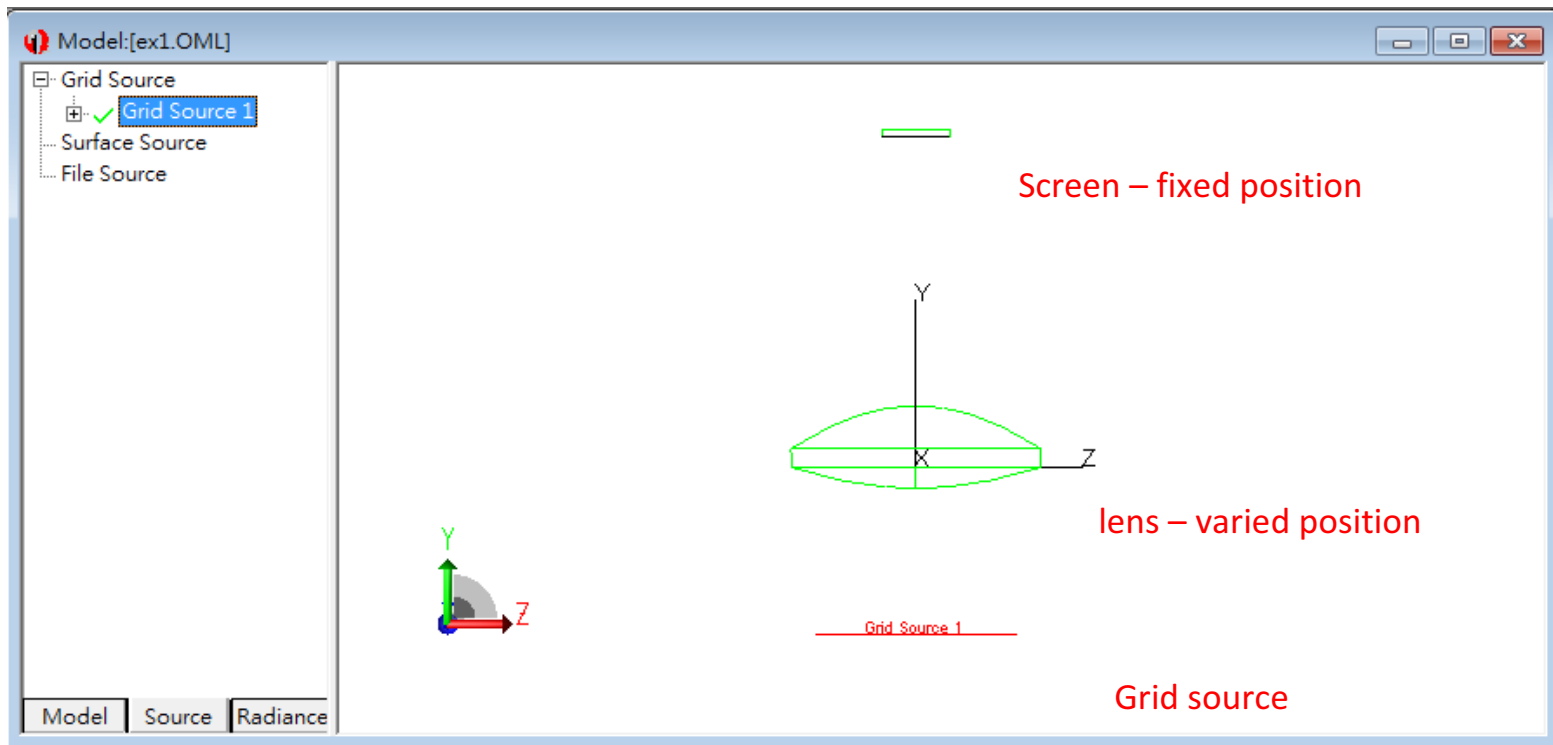 Model:[ex1.OML]
Grid Source
Grid Source 1
Surface Source
File Source
Screen – fixed position
Y
X
Z
lens – varied position
Y
Z
Grid Source 1
Grid source
Model Source Radiance